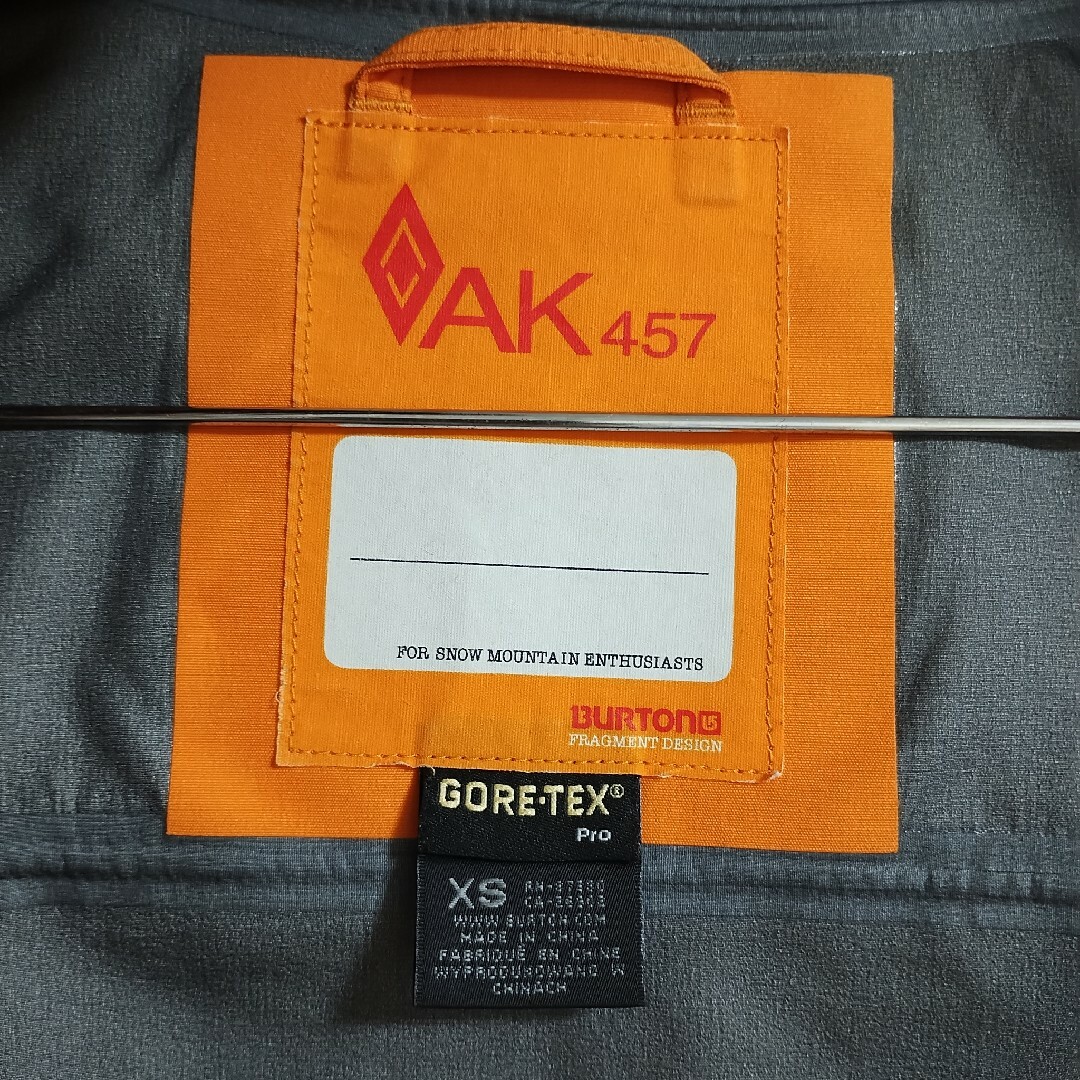 AK 457
FOR SNOW MOUNTAIN ENTHUSIASTS
BURTON
FRAGMENT DESIGN
GORE-TEX®
Pro
XS
WWW.BURTON.COM
MADE IN CHINA
FABRIQUÉ EN CHINE
WYPRODUKOWANO W
CHINACH